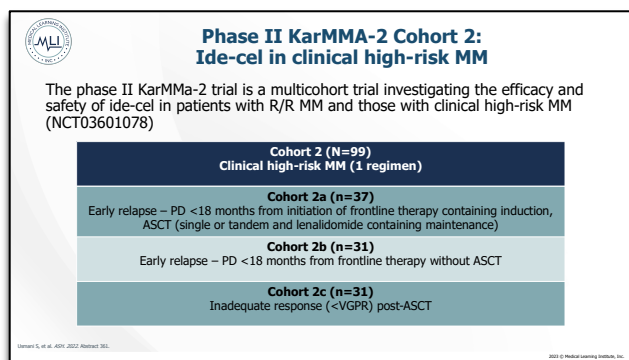 MEDICAL LEARNING INSTITUTE
MLI
INC
Phase II KarMMA-2 Cohort 2:
Ide-cel in clinical high-risk MM
The phase II KarMMa-2 trial is a multicohort trial investigating the efficacy and
safety of ide-cel in patients with R/R MM and those with clinical high-risk MM
(NCT03601078)
Cohort 2 (N=99)
Clinical high-risk MM (1 regimen)
Cohort 2a (n=37)
Early relapse – PD <18 months from initiation of frontline therapy containing induction,
ASCT (single or tandem and lenalidomide containing maintenance)
Cohort 2b (n=31)
Early relapse – PD <18 months from frontline therapy without ASCT
Cohort 2c (n=31)
Inadequate response (<VGPR) post-ASCT
Usmani S, et al. ASH. 2022. Abstract 361.
2023 © Medical Learning Institute, Inc.